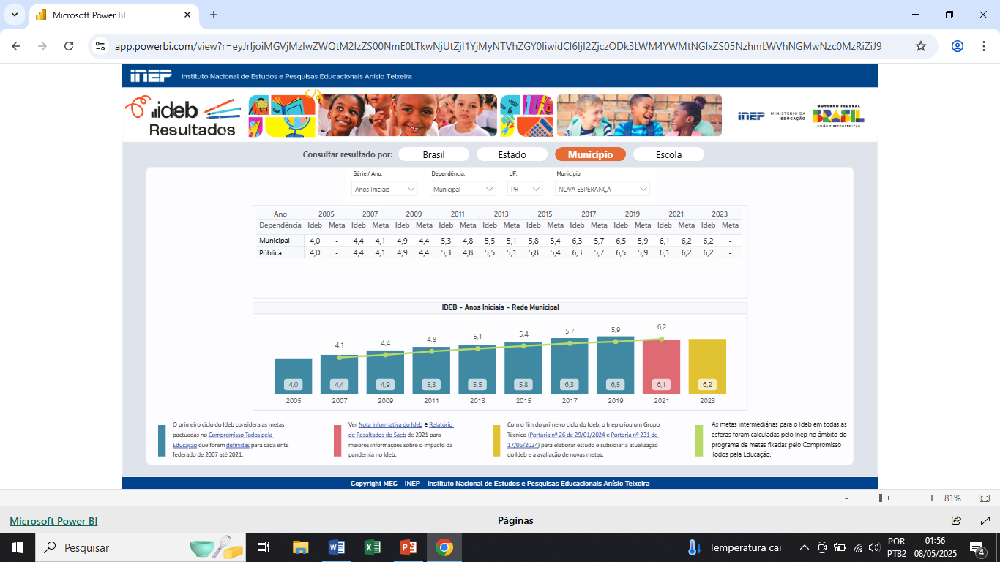 Microsoft Power BI
app.powerbi.com/view?r=eyJrIjoiMGVjMzIwZWQtM2IzZS00NmE0LTkwNjUtZjI1YjMyNTVhZGY0IiwidCI6IjI2ZjczODk3LWM4YWMtNGIxZS05NzhmLWVhNGMwNzc0MzRiZiJ9
inep Instituto Nacional de Estudos e Pesquisas Educacionais Anísio Teixeira
ideb
Resultados
inep MINISTÉRIO DA EDUCAÇÃO GOVERNO FEDERAL BRASIL UNIÃO E RECONSTRUÇÃO
Consultar resultado por: Brasil Estado Município Escola
Série / Ano: Dependência: UF: Município:
Anos Iniciais Municipal PR NOVA ESPERANÇA
Ano 2005 2007 2009 2011 2013 2015 2017 2019 2021 2023
Dependência Ideb Meta Ideb Meta Ideb Meta Ideb Meta Ideb Meta Ideb Meta Ideb Meta Ideb Meta Ideb Meta Ideb Meta
Municipal 4,0 - 4,4 4,1 4,9 4,4 5,3 4,8 5,5 5,1 5,8 5,4 6,3 5,7 6,5 5,9 6,1 6,2 6,2 -
Pública 4,0 - 4,4 4,1 4,9 4,4 5,3 4,8 5,5 5,1 5,8 5,4 6,3 5,7 6,5 5,9 6,1 6,2 6,2 -
IDEB - Anos Iniciais - Rede Municipal
4,1 4,4 4,8 5,1 5,4 5,7 5,9 6,2
4,0 4,4 4,9 5,3 5,5 5,8 6,3 6,5 6,1 6,2
2005 2007 2009 2011 2013 2015 2017 2019 2021 2023
O primeiro ciclo do Ideb considera as metas
pactuadas no Compromisso Todos pela
Educação que foram definidas para cada ente
federado de 2007 até 2021.
Ver Nota informativa do Ideb e Relatório
de Resultados do Saeb de 2021 para
maiores informações sobre o impacto da
pandemia no Ideb.
Com o fim do primeiro ciclo do Ideb, o Inep criou um Grupo
Técnico (Portaria nº 26 de 29/01/2024 e Portaria nº 231 de
17/06/2024) para elaborar estudo e subsidiar a atualização
do Ideb e a avaliação de novas metas.
As metas intermediárias para o Ideb em todas as
esferas foram calculadas pelo Inep no âmbito do
programa de metas fixadas pelo Compromisso
Todos pela Educação.
Copyright MEC - INEP - Instituto Nacional de Estudos e Pesquisas Educacionais Anísio Teixeira
- + 81%
Microsoft Power BI Páginas
Pesquisar Temperatura cai POR 01:56
PTB2 08/05/2025 4